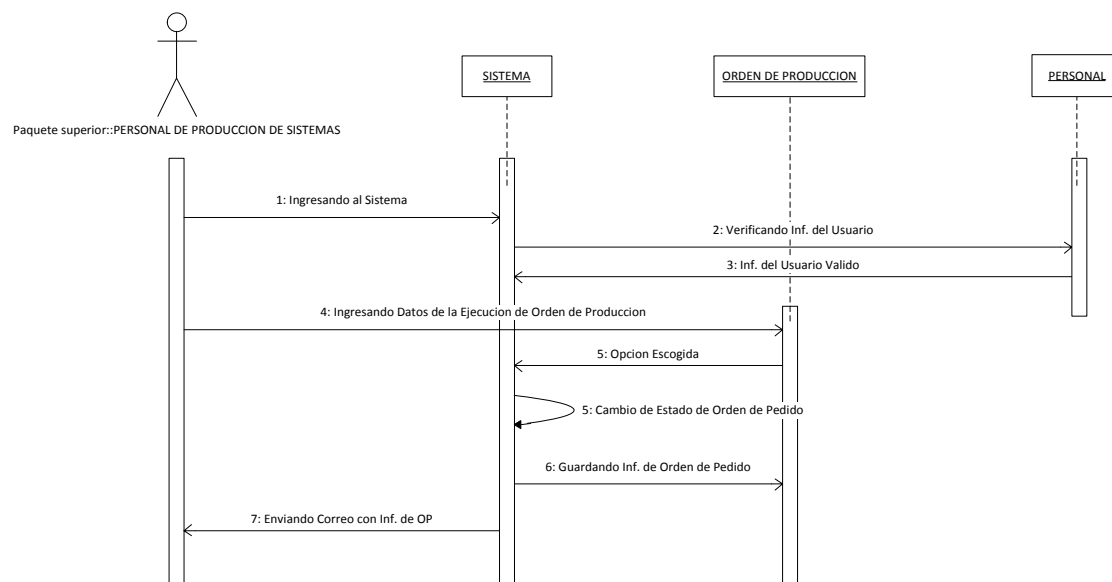 SISTEMA
ORDEN DE PRODUCCION
PERSONAL
Paquete superior::PERSONAL DE PRODUCCION DE SISTEMAS
1: Ingresando al Sistema
2: Verificando Inf. del Usuario
3: Inf. del Usuario Valido
4: Ingresando Datos de la Ejecucion de Orden de Produccion
5: Opcion Escogida
5: Cambio de Estado de Orden de Pedido
6: Guardando Inf. de Orden de Pedido
7: Enviando Correo con Inf. de OP